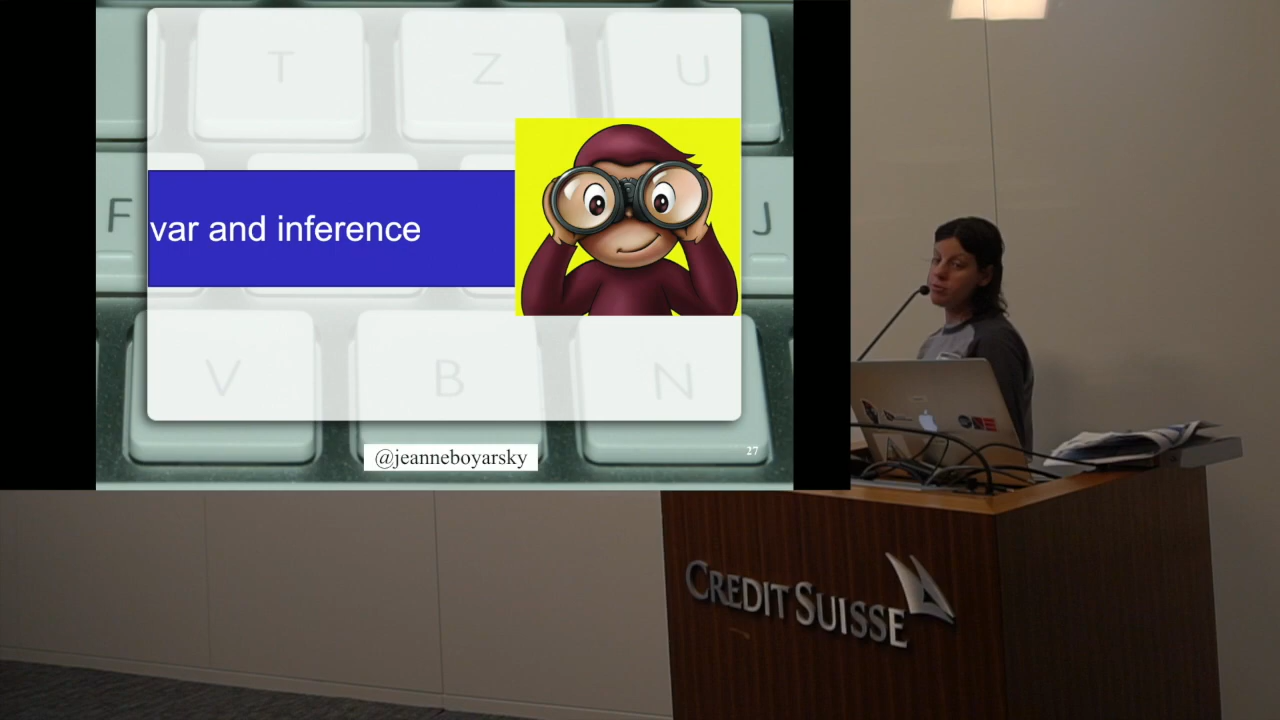 T Z U
F
J
var and inference
V B N
@jeanneboyarsky
27
CREDIT SUISSE